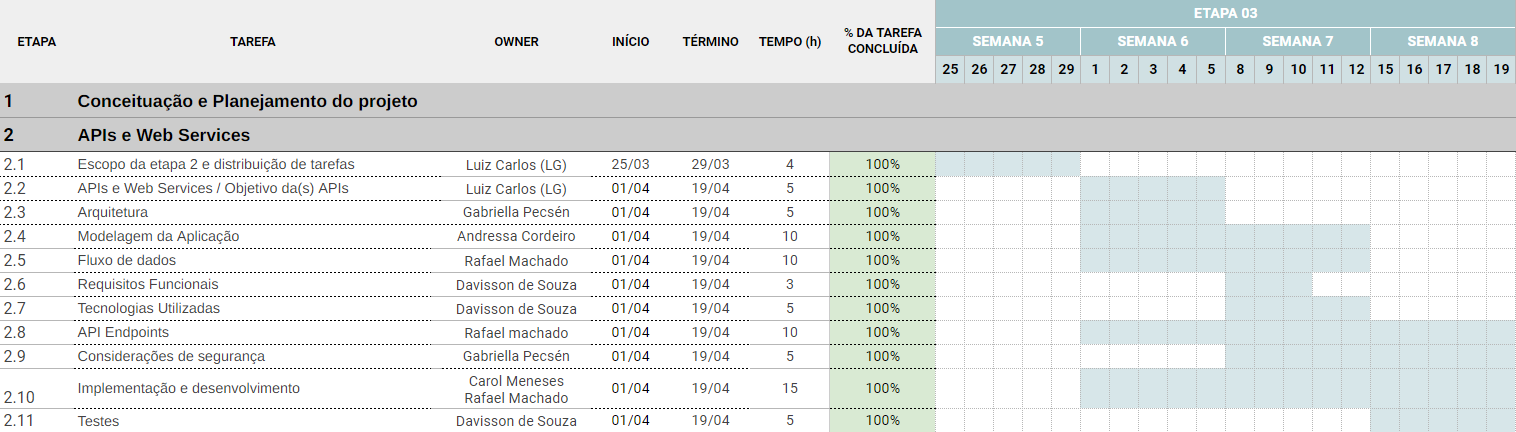 ETAPA 03
ETAPA TAREFA OWNER INÍCIO TÉRMINO TEMPO (h) % DA TAREFA CONCLUÍDA
SEMANA 5 SEMANA 6 SEMANA 7 SEMANA 8
25 26 27 28 29 1 2 3 4 5 8 9 10 11 12 15 16 17 18 19
1 Conceituação e Planejamento do projeto
2 APIs e Web Services
2.1 Escopo da etapa 2 e distribuição de tarefas Luiz Carlos (LG) 25/03 29/03 4 100%
2.2 APIs e Web Services / Objetivo da(s) APIs Luiz Carlos (LG) 01/04 19/04 5 100%
2.3 Arquitetura Gabriella Pecsén 01/04 19/04 5 100%
2.4 Modelagem da Aplicação Andressa Cordeiro 01/04 19/04 10 100%
2.5 Fluxo de dados Rafael Machado 01/04 19/04 10 100%
2.6 Requisitos Funcionais Davisson de Souza 01/04 19/04 3 100%
2.7 Tecnologias Utilizadas Davisson de Souza 01/04 19/04 5 100%
2.8 API Endpoints Rafael machado 01/04 19/04 10 100%
2.9 Considerações de segurança Gabriella Pecsén 01/04 19/04 5 100%
2.10 Implementação e desenvolvimento Carol Meneses Rafael Machado 01/04 19/04 15 100%
2.11 Testes Davisson de Souza 01/04 19/04 5 100%